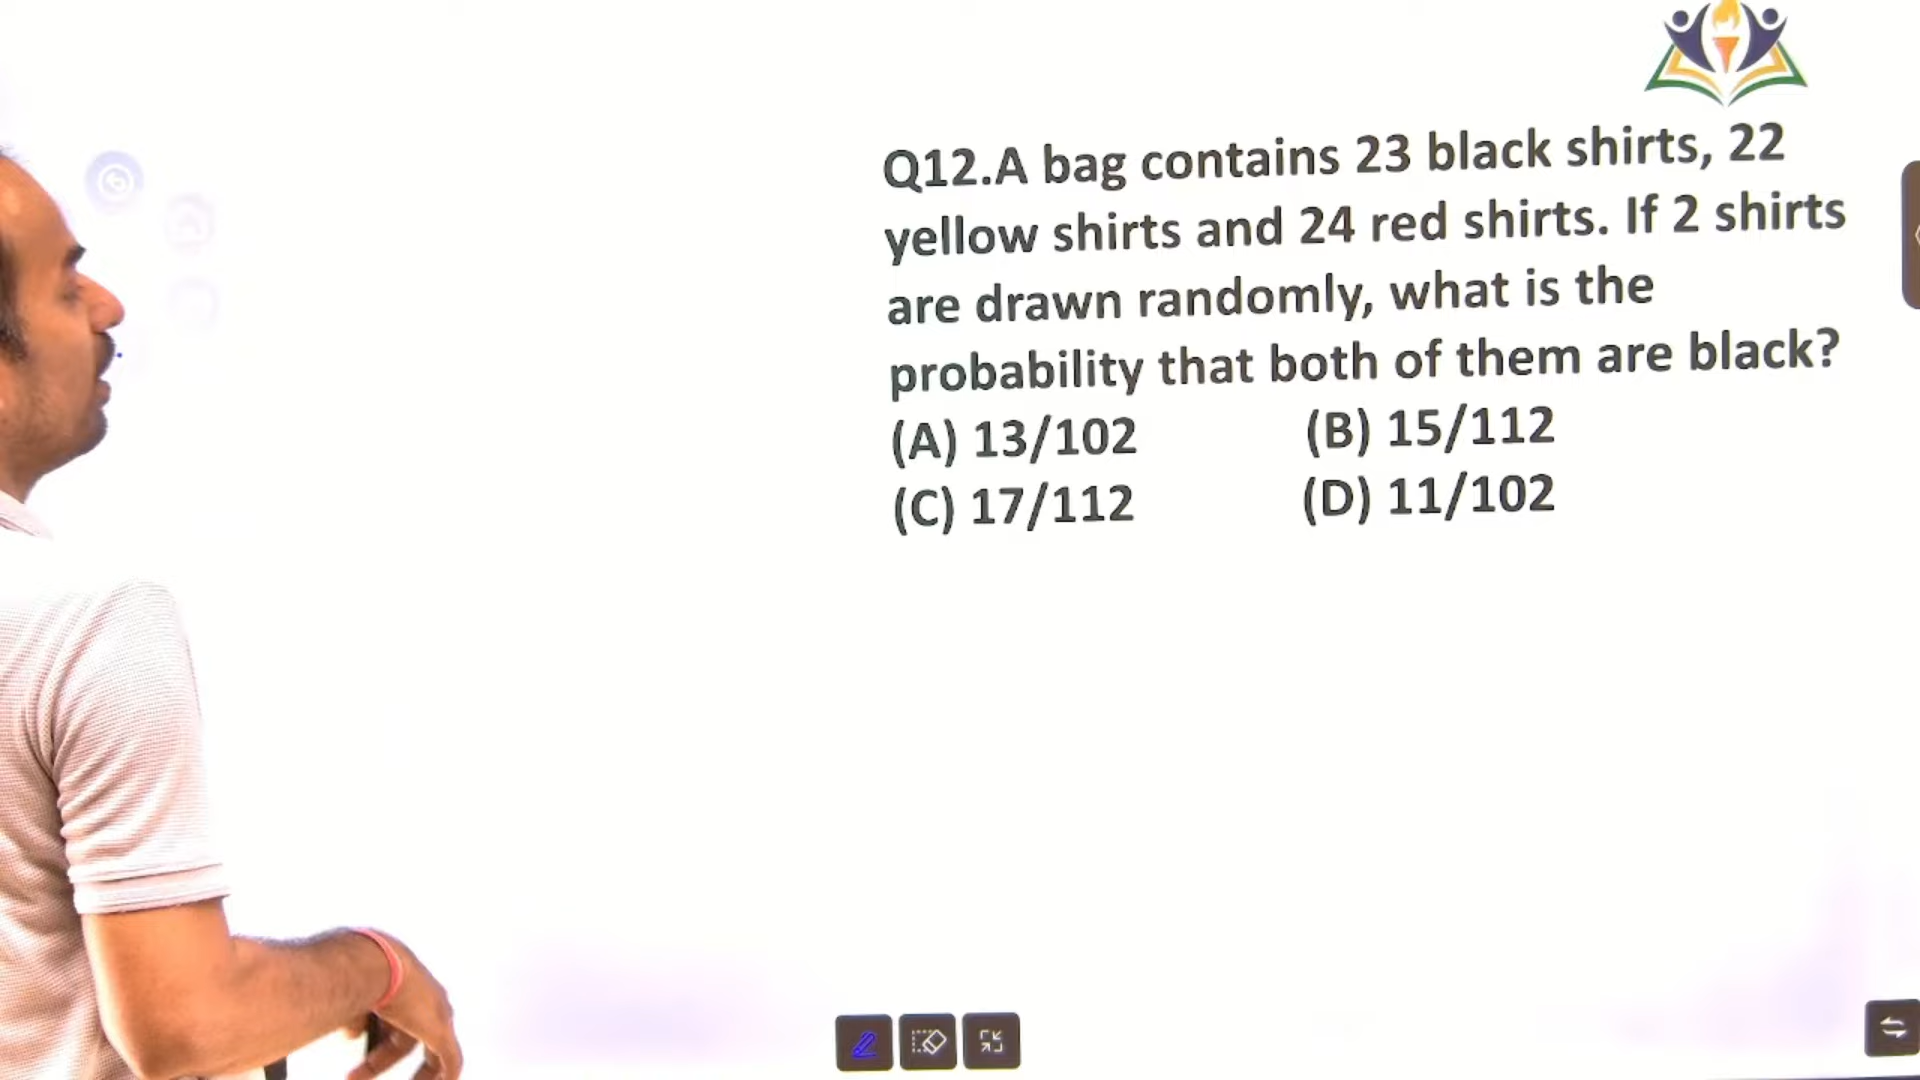 Q12.A bag contains 23 black shirts, 22
yellow shirts and 24 red shirts. If 2 shirts
are drawn randomly, what is the
probability that both of them are black?
(A) 13/102 (B) 15/112
(C) 17/112 (D) 11/102